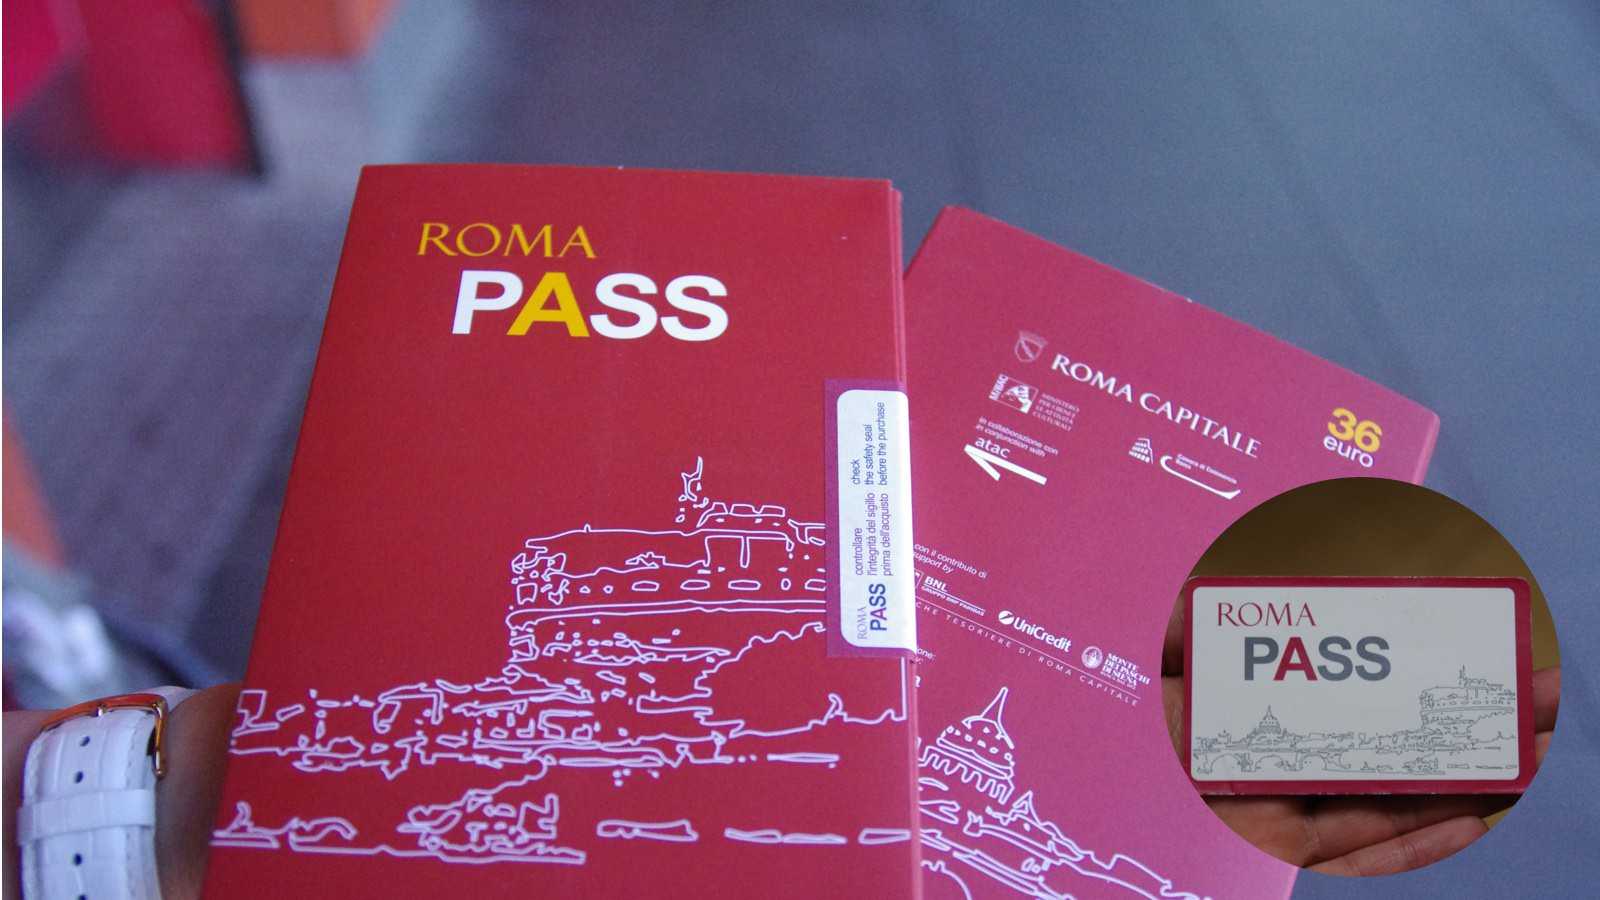 ROMA
PASS
controllare
l'integrità del sigillo
prima dell'acquisto
check
the safety seal
before the purchase
ROMA
PASS
ROMA CAPITALE
36
euro
MiBAC
MINISTERO
PER I BENI E
LE ATTIVITÀ
CULTURALI
in collaborazione con
in conjunction with
atac
Camera di Commercio
Roma
con il contributo di
support by
BNL
GRUPPO BNP PARIBAS
UniCredit
MONTE
DEI PASCHI
DI SIENA
CHE TESORIERE DI ROMA CAPITALE
ROMA
PASS